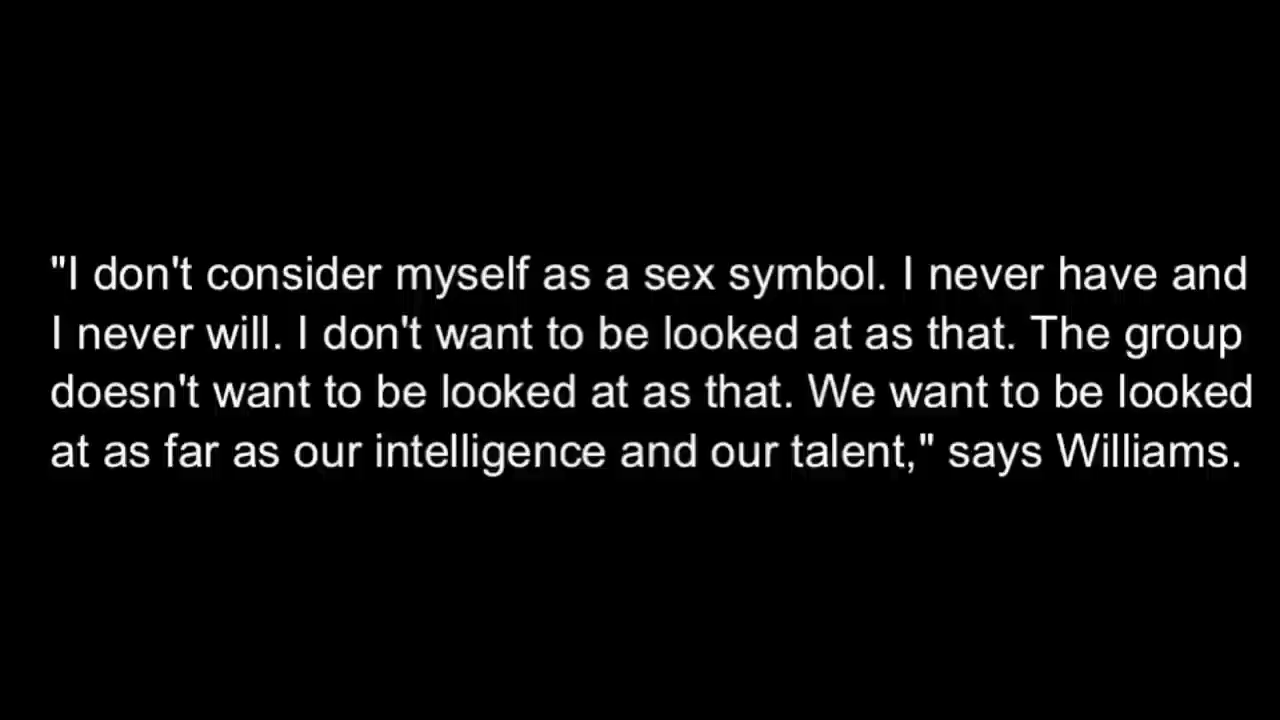 "I don't consider myself as a sex symbol. I never have and
I never will. I don't want to be looked at as that. The group
doesn't want to be looked at as that. We want to be looked
at as far as our intelligence and our talent," says Williams.